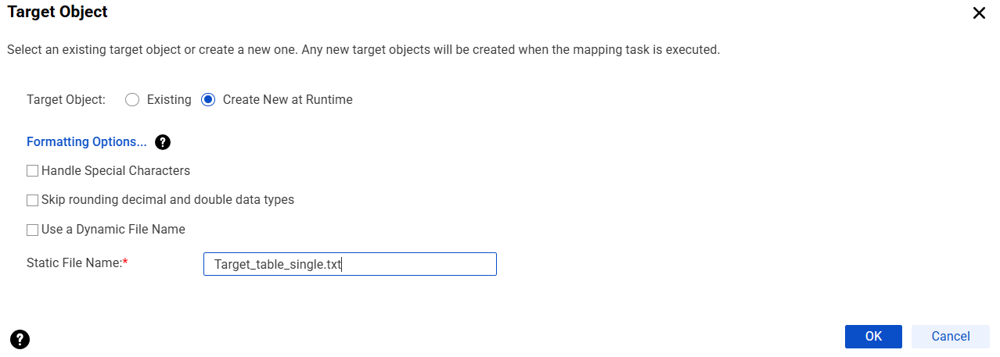 Target Object
Select an existing target object or create a new one. Any new target objects will be created when the mapping task is executed.
Target Object: Existing Create New at Runtime
Formatting Options... ?
Handle Special Characters
Skip rounding decimal and double data types
Use a Dynamic File Name
Static File Name:* Target_table_single.txt
? OK Cancel